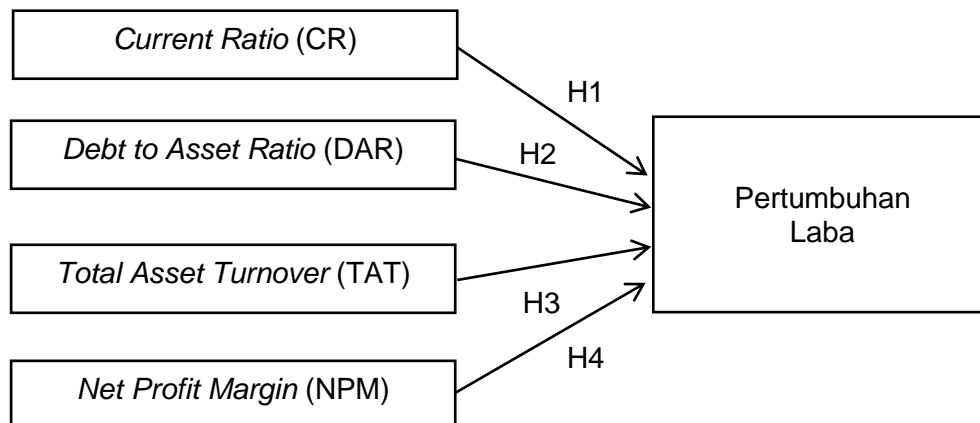 Current Ratio (CR)
H1
Debt to Asset Ratio (DAR)
H2
Pertumbuhan
Laba
Total Asset Turnover (TAT)
H3
H4
Net Profit Margin (NPM)